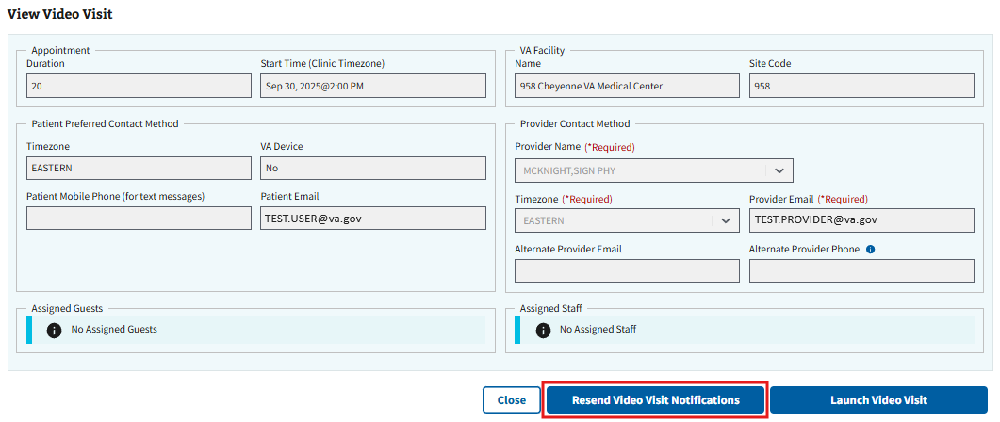 View Video Visit
Appointment
Duration
Start Time (Clinic Timezone)
20
Sep 30, 2025@2:00 PM
VA Facility
Name
Site Code
958 Cheyenne VA Medical Center
958
Patient Preferred Contact Method
Timezone
VA Device
EASTERN
No
Patient Mobile Phone (for text messages)
Patient Email
TEST.USER@va.gov
Provider Contact Method
Provider Name (*Required)
MCKNIGHT,SIGN PHY
Timezone (*Required)
Provider Email (*Required)
EASTERN
TEST.PROVIDER@va.gov
Alternate Provider Email
Alternate Provider Phone
Assigned Guests
No Assigned Guests
Assigned Staff
No Assigned Staff
Close
Resend Video Visit Notifications
Launch Video Visit